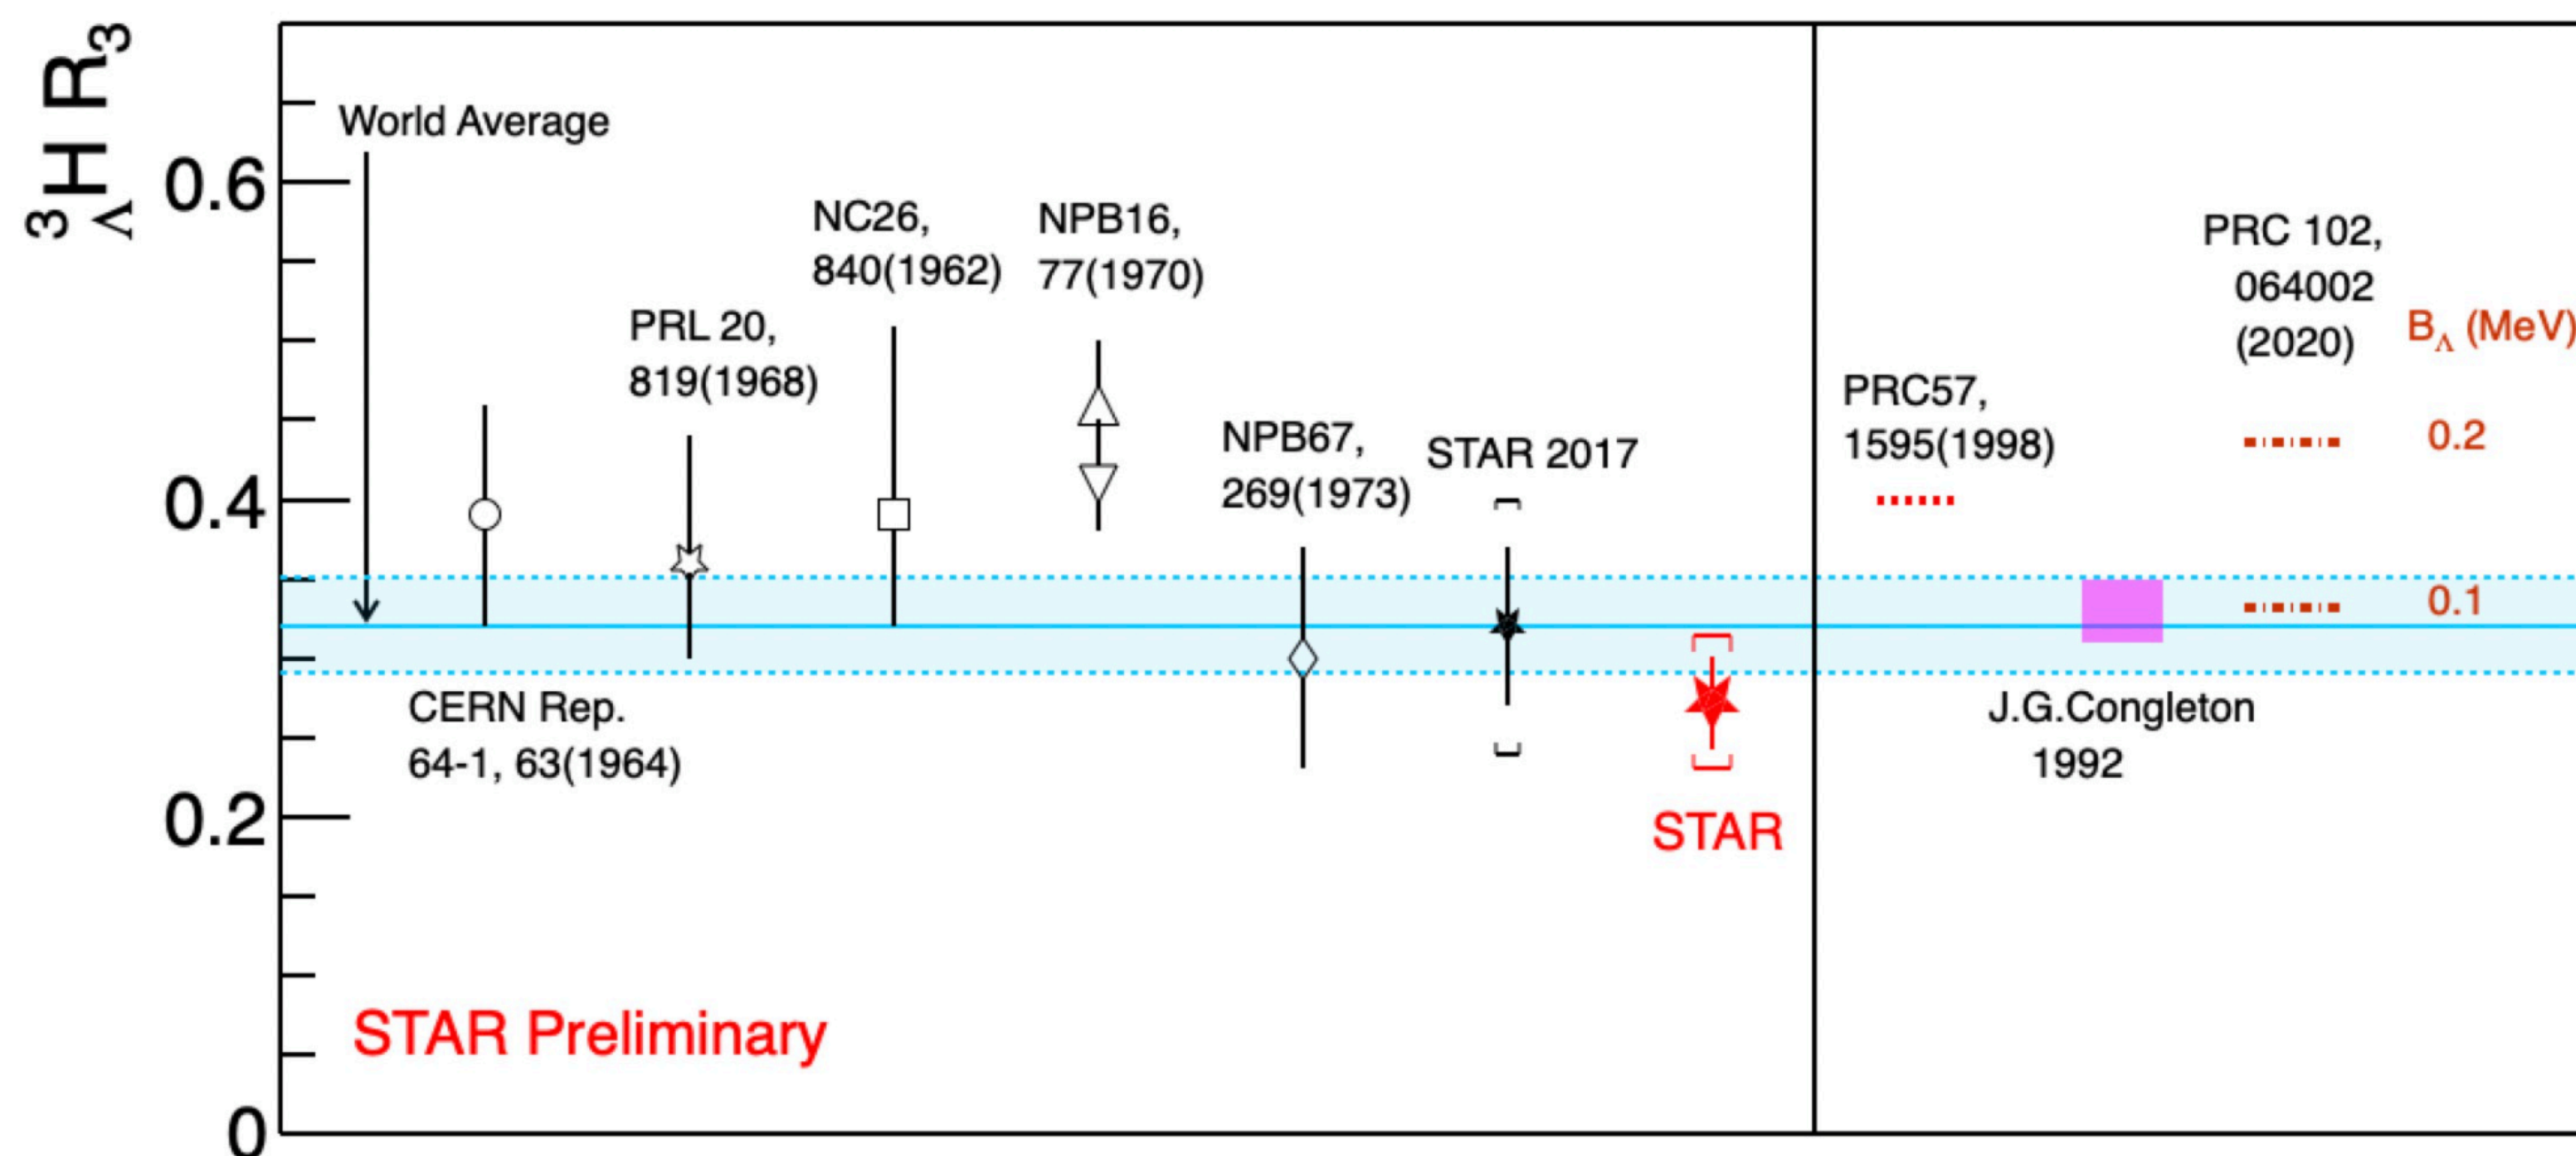 ³ΛH R₃
0.6
0.4
0.2
0
World Average
CERN Rep.
64-1, 63(1964)
PRL 20,
819(1968)
NC26,
840(1962)
NPB16,
77(1970)
NPB67,
269(1973)
STAR 2017
STAR
STAR Preliminary
PRC57,
1595(1998)
J.G.Congleton
1992
PRC 102,
064002
(2020)
BΛ (MeV)
0.2
0.1